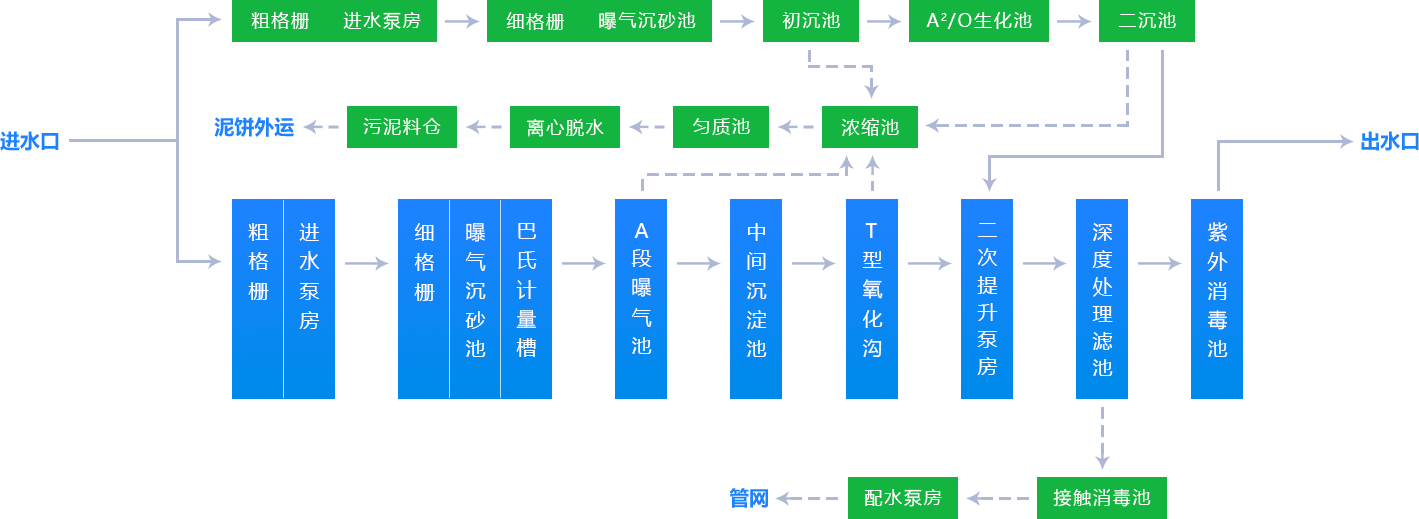 粗格栅 进水泵房 细格栅 曝气沉砂池 初沉池 A²/O生化池 二沉池
泥饼外运 污泥料仓 离心脱水 匀质池 浓缩池
进水口
出水口
粗格栅
进水泵房
细格栅
曝气沉砂池
巴氏计量槽
A段曝气池
中间沉淀池
T型氧化沟
二次提升泵房
深度处理滤池
紫外消毒池
管网 配水泵房 接触消毒池